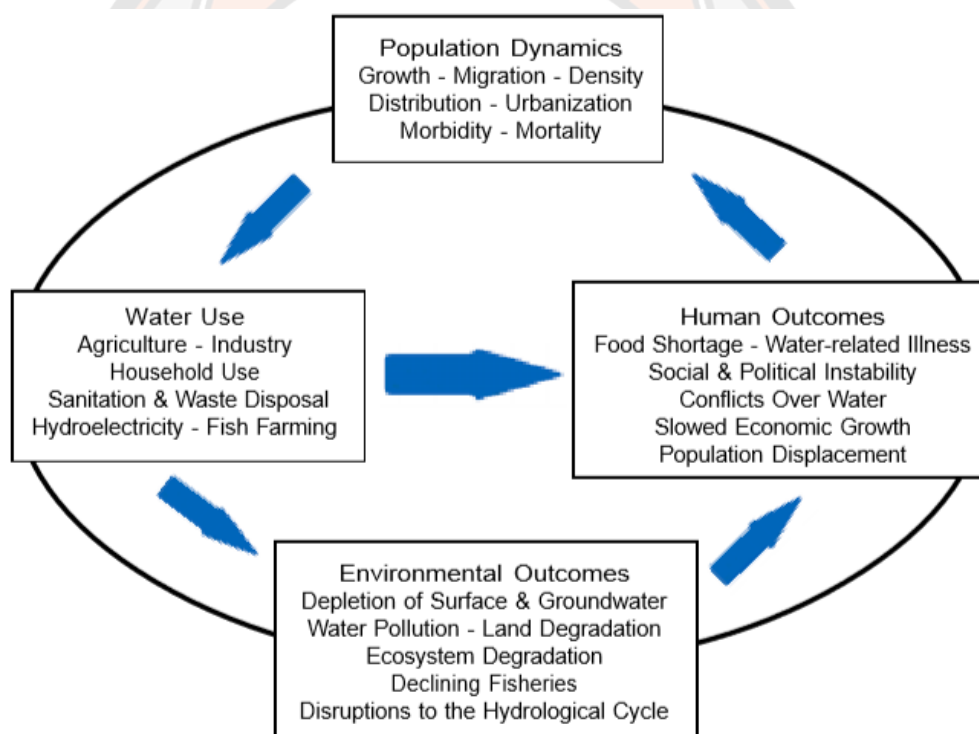 Population Dynamics
Growth - Migration - Density
Distribution - Urbanization
Morbidity - Mortality
Water Use
Agriculture - Industry
Household Use
Sanitation & Waste Disposal
Hydroelectricity - Fish Farming
Human Outcomes
Food Shortage - Water-related Illness
Social & Political Instability
Conflicts Over Water
Slowed Economic Growth
Population Displacement
Environmental Outcomes
Depletion of Surface & Groundwater
Water Pollution - Land Degradation
Ecosystem Degradation
Declining Fisheries
Disruptions to the Hydrological Cycle